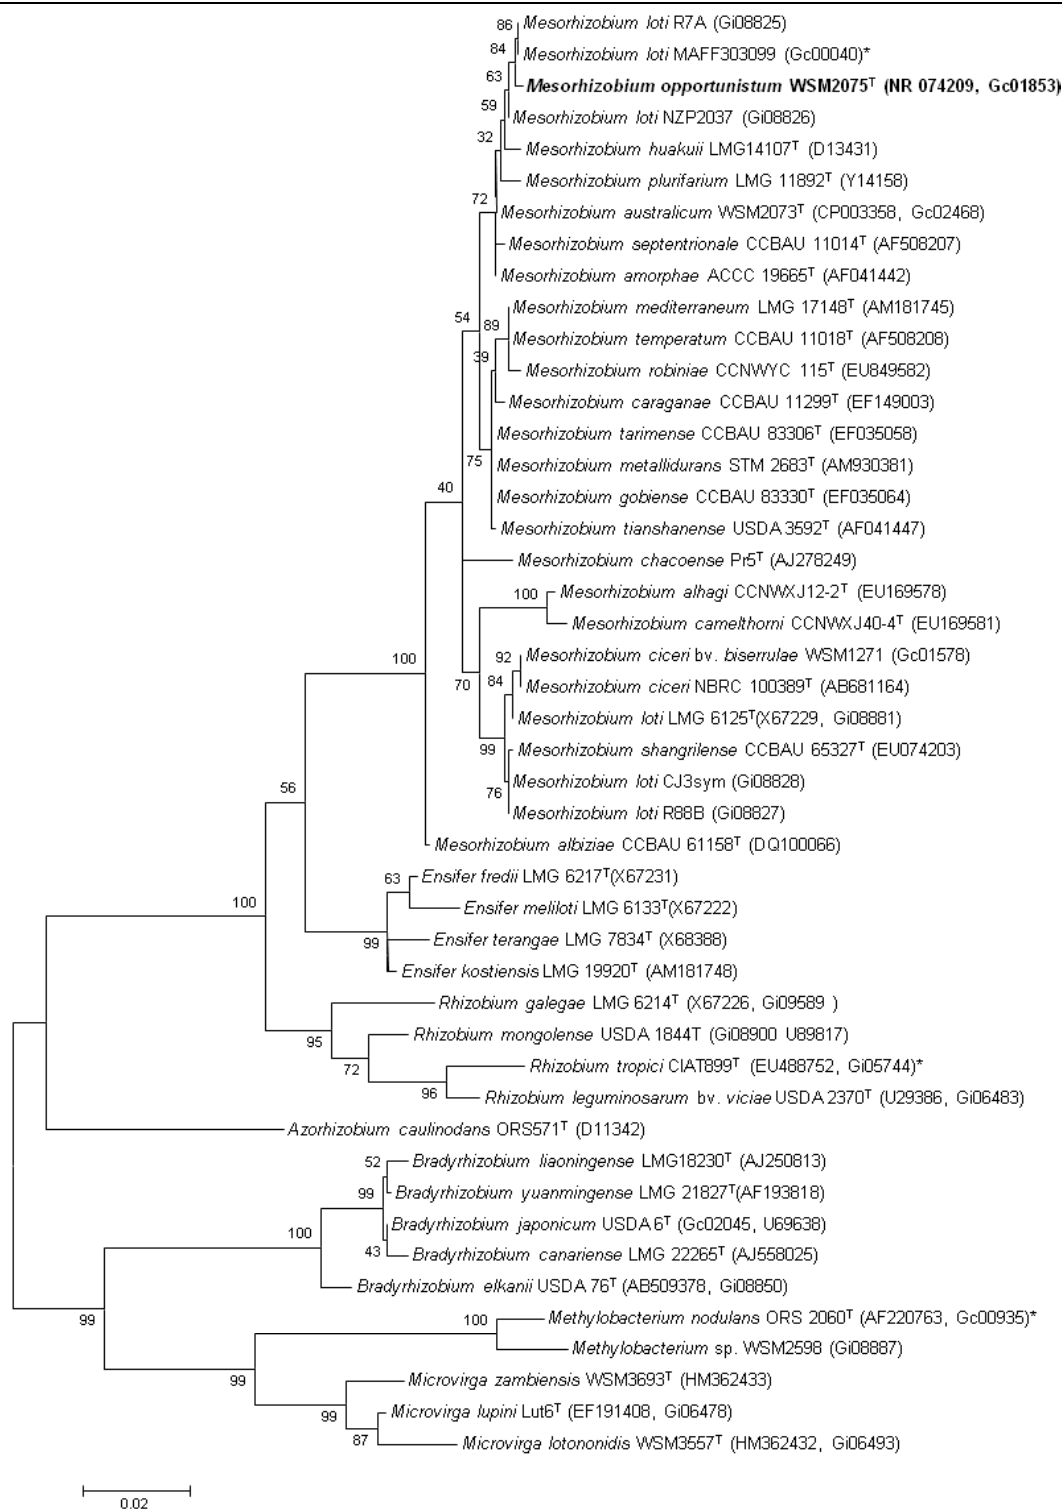 86 Mesorhizobium loti R7A (Gi08825)
84 Mesorhizobium loti MAFF303099 (Gc00040)*
63 Mesorhizobium opportunistum WSM2075T (NR 074209, Gc01853)
59 Mesorhizobium loti NZP2037 (Gi08826)
32 Mesorhizobium huakuii LMG14107T (D13431)
Mesorhizobium plurifarium LMG 11892T (Y14158)
72 Mesorhizobium australicum WSM2073T (CP003358, Gc02468)
Mesorhizobium septentrionale CCBAU 11014T (AF508207)
Mesorhizobium amorphae ACCC 19665T (AF041442)
Mesorhizobium mediterraneum LMG 17148T (AM181745)
54 89 Mesorhizobium temperatum CCBAU 11018T (AF508208)
39 Mesorhizobium robiniae CCNWYC 115T (EU849582)
Mesorhizobium caraganae CCBAU 11299T (EF149003)
Mesorhizobium tarimense CCBAU 83306T (EF035058)
75 Mesorhizobium metallidurans STM 2683T (AM930381)
40 Mesorhizobium gobiense CCBAU 83330T (EF035064)
Mesorhizobium tianshanense USDA 3592T (AF041447)
Mesorhizobium chacoense Pr5T (AJ278249)
100 Mesorhizobium alhagi CCNWXJ12-2T (EU169578)
Mesorhizobium camelthorni CCNWXJ40-4T (EU169581)
100 92 Mesorhizobium ciceri bv. biserrulae WSM1271 (Gc01578)
70 84 Mesorhizobium ciceri NBRC 100389T (AB681164)
Mesorhizobium loti LMG 6125T(X67229, Gi08881)
99 Mesorhizobium shangrilense CCBAU 65327T (EU074203)
76 Mesorhizobium loti CJ3sym (Gi08828)
56 Mesorhizobium loti R88B (Gi08827)
Mesorhizobium albiziae CCBAU 61158T (DQ100066)
63 Ensifer fredii LMG 6217T(X67231)
100 Ensifer meliloti LMG 6133T(X67222)
99 Ensifer terangae LMG 7834T (X68388)
Ensifer kostiensis LMG 19920T (AM181748)
Rhizobium galegae LMG 6214T (X67226, Gi09589 )
95 Rhizobium mongolense USDA 1844T (Gi08900 U89817)
72 Rhizobium tropici CIAT899T (EU488752, Gi05744)*
96 Rhizobium leguminosarum bv. viciae USDA 2370T (U29386, Gi06483)
Azorhizobium caulinodans ORS571T (D11342)
52 Bradyrhizobium liaoningense LMG18230T (AJ250813)
99 Bradyrhizobium yuanmingense LMG 21827T(AF193818)
100 Bradyrhizobium japonicum USDA 6T (Gc02045, U69638)
43 Bradyrhizobium canariense LMG 22265T (AJ558025)
Bradyrhizobium elkanii USDA 76T (AB509378, Gi08850)
99 100 Methylobacterium nodulans ORS 2060T (AF220763, Gc00935)*
Methylobacterium sp. WSM2598 (Gi08887)
99 Microvirga zambiensis WSM3693T (HM362433)
99 Microvirga lupini Lut6T (EF191408, Gi06478)
87 Microvirga lotononidis WSM3557T (HM362432, Gi06493)
0.02